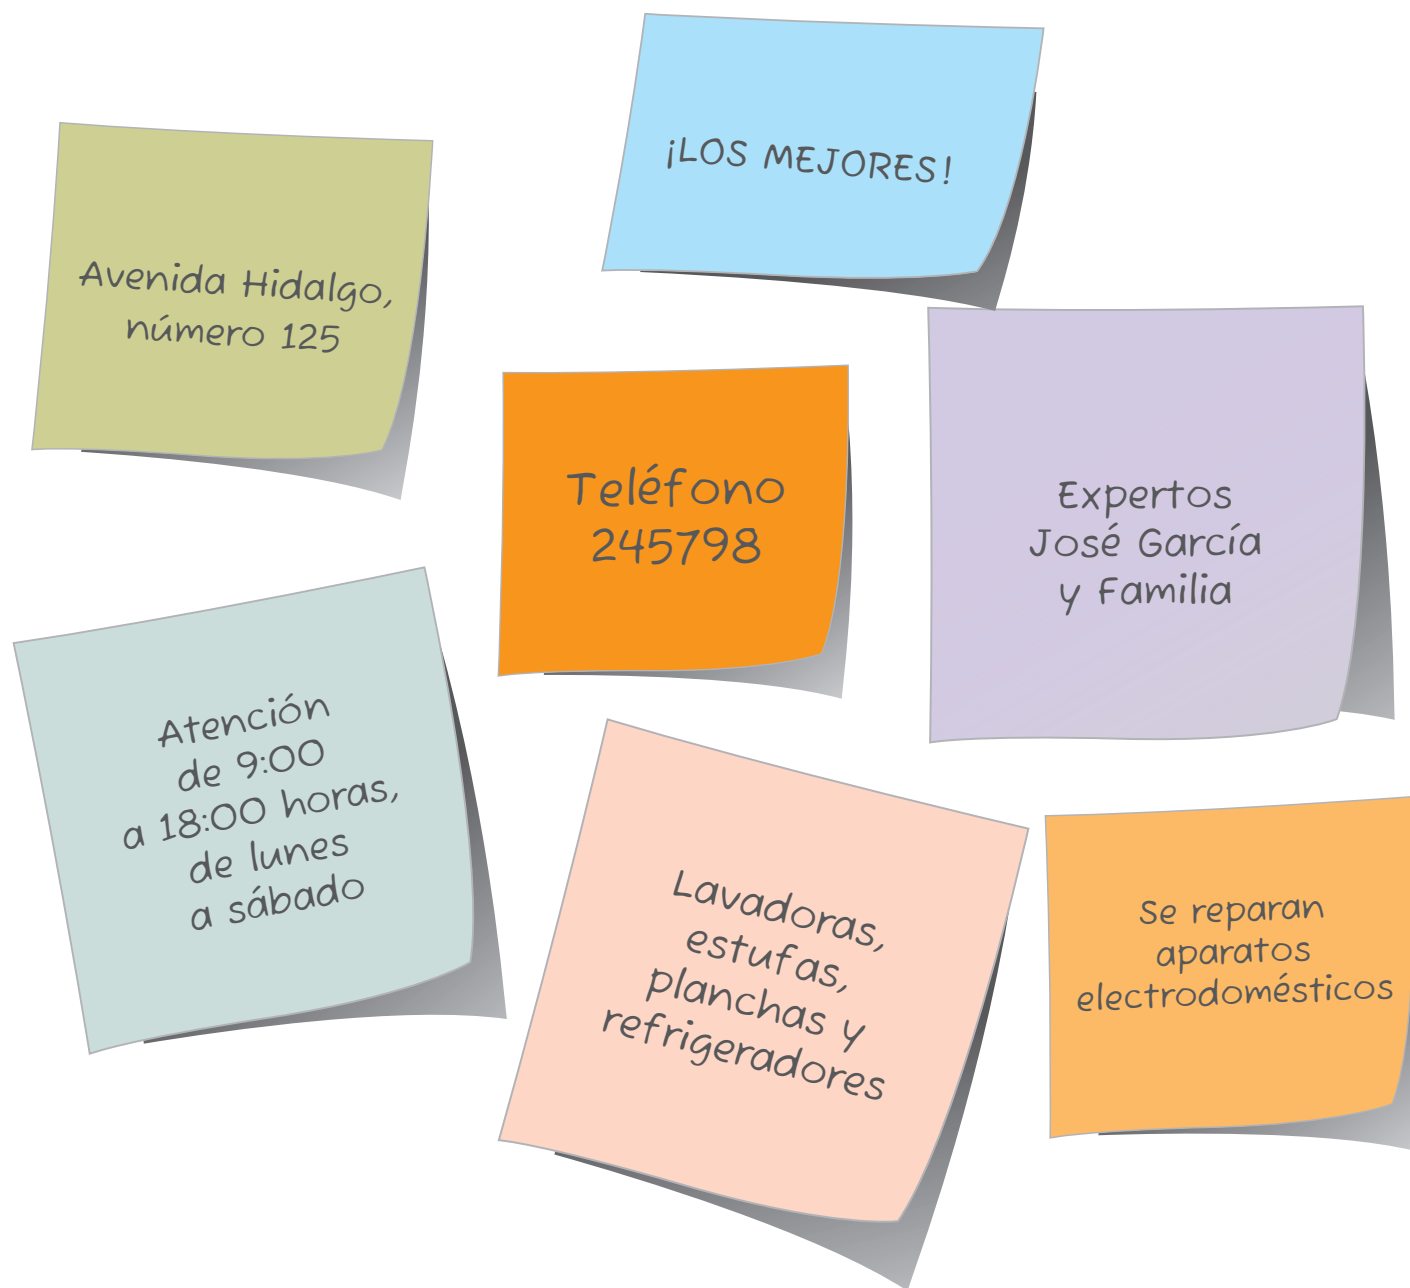 ¡LOS MEJORES!
Avenida Hidalgo,
número 125
Teléfono
245798
Expertos
José García
y Familia
Atención
de 9:00
a 18:00 horas,
de lunes
a sábado
Lavadoras,
estufas,
planchas y
refrigeradores
Se reparan
aparatos
electrodomésticos